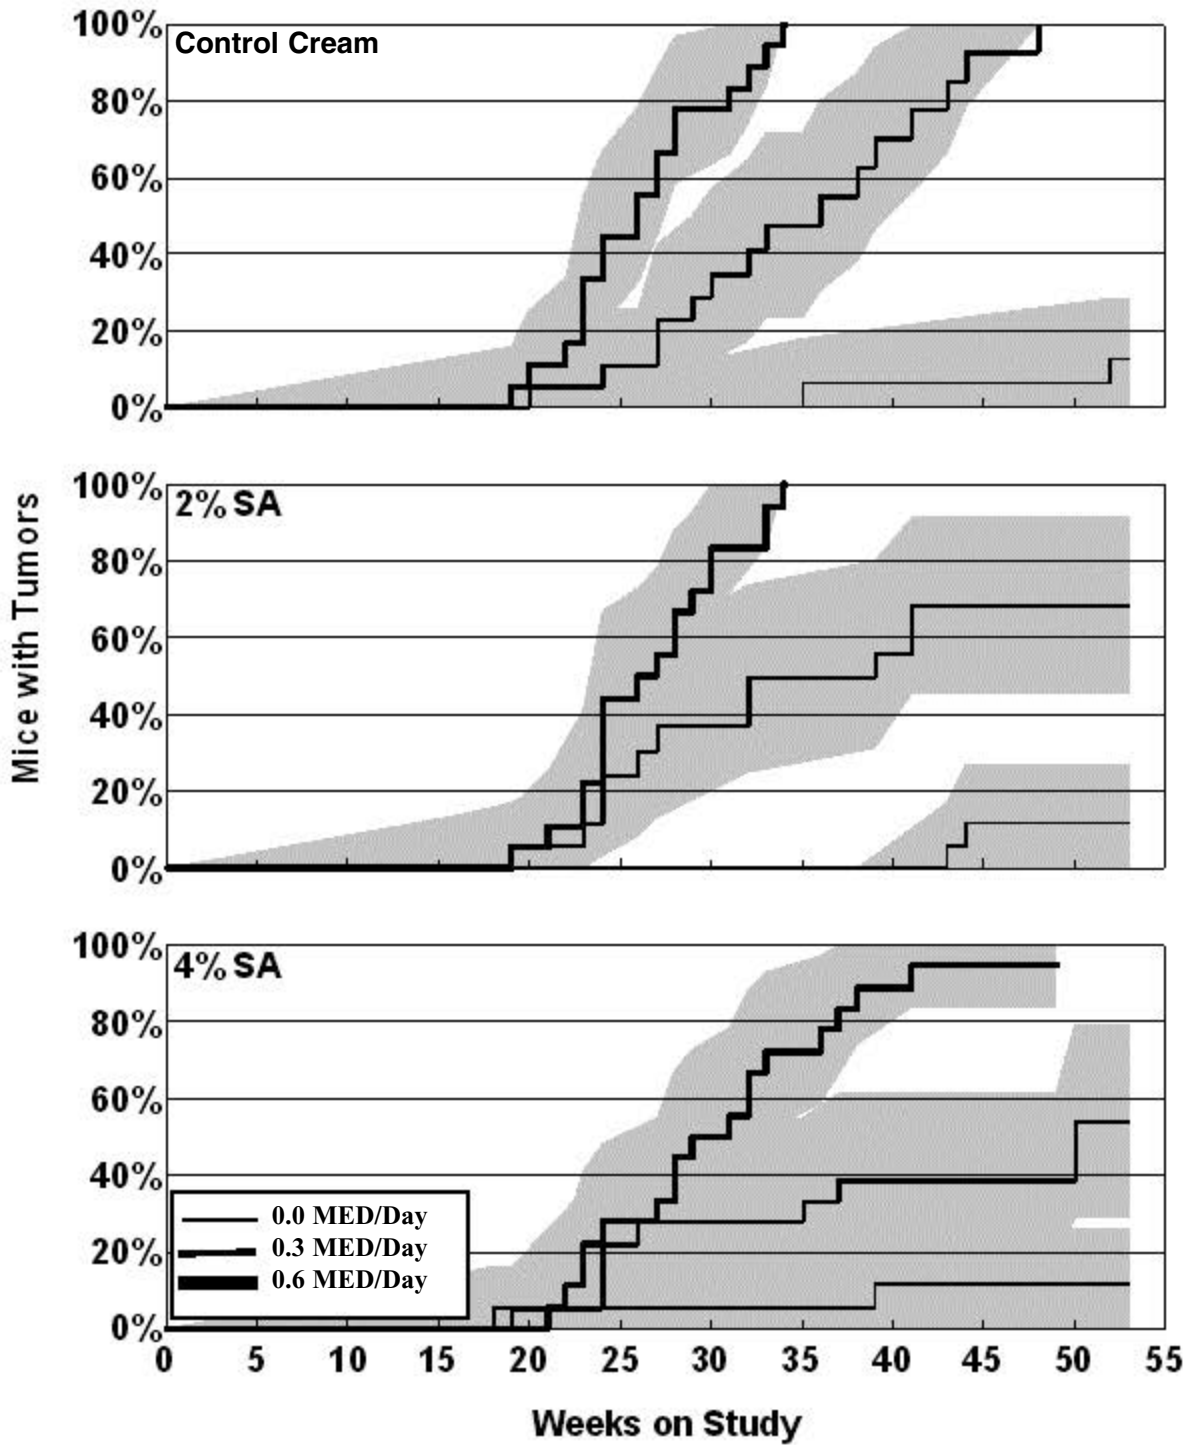 Mice with Tumors
Control Cream
100%
80%
60%
40%
20%
0%
2% SA
100%
80%
60%
40%
20%
0%
4% SA
100%
80%
60%
40%
20%
0%
0.0 MED/Day
0.3 MED/Day
0.6 MED/Day
0 5 10 15 20 25 30 35 40 45 50 55
Weeks on Study